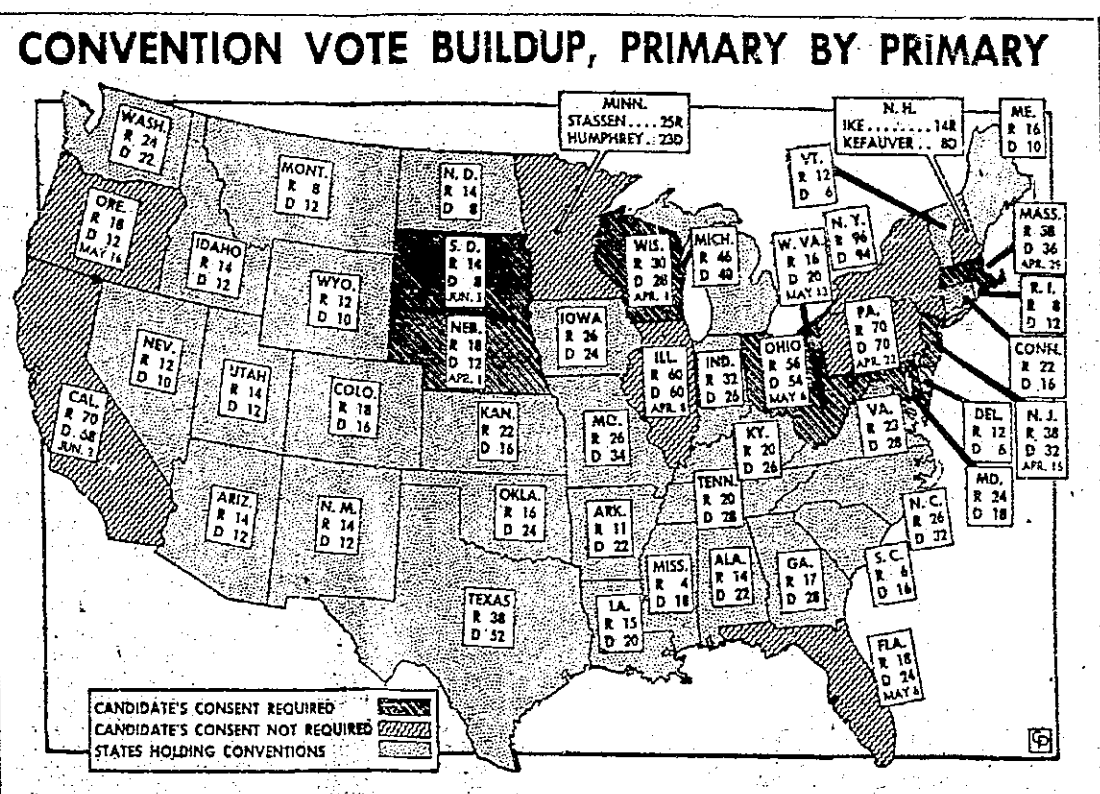 CONVENTION VOTE BUILDUP, PRIMARY BY PRIMARY
MINN.
STASSEN....25R
HUMPHREY..23D
N. H.
IKE........14R
KEFAUVER..8D
ME.
R 16
D 10
WASH.
R 24
D 22
MONT.
R 8
D 12
N. D.
R 14
D 8
VT.
R 12
D 6
ORE.
R 18
D 12
MAY 16
IDAHO
R 14
D 12
WYO.
R 12
D 10
S. D.
R 14
D 8
JUN. 3
WIS.
R 30
D 28
APR. 1
MICH.
R 46
D 40
W. VA.
R 16
D 20
MAY 13
N. Y.
R 96
D 94
MASS.
R 38
D 36
APR. 29
R. I.
R 8
D 12
NEB.
R 18
D 12
APR. 1
IOWA
R 26
D 24
PA.
R 70
D 70
APR. 22
CONN.
R 22
D 16
NEV.
R 12
D 10
UTAH
R 14
D 12
COLO.
R 18
D 16
KAN.
R 22
D 16
MO.
R 26
D 34
ILL.
R 60
D 60
APR. 8
IND.
R 32
D 26
OHIO
R 56
D 54
MAY 6
VA.
R 23
D 28
DEL.
R 12
D 6
N. J.
R 38
D 32
APR. 15
CAL.
R 70
D 68
JUN. 3
KY.
R 20
D 26
MD.
R 24
D 18
ARIZ.
R 14
D 12
N. M.
R 14
D 12
OKLA.
R 16
D 24
ARK.
R 11
D 22
TENN.
R 20
D 28
N. C.
R 26
D 32
TEXAS
R 38
D 52
LA.
R 15
D 20
MISS.
R 4
D 18
ALA.
R 14
D 22
GA.
R 17
D 28
S. C.
R 6
D 16
FLA.
R 18
D 24
MAY 6
CANDIDATE'S CONSENT REQUIRED
CANDIDATE'S CONSENT NOT REQUIRED
STATES HOLDING CONVENTIONS